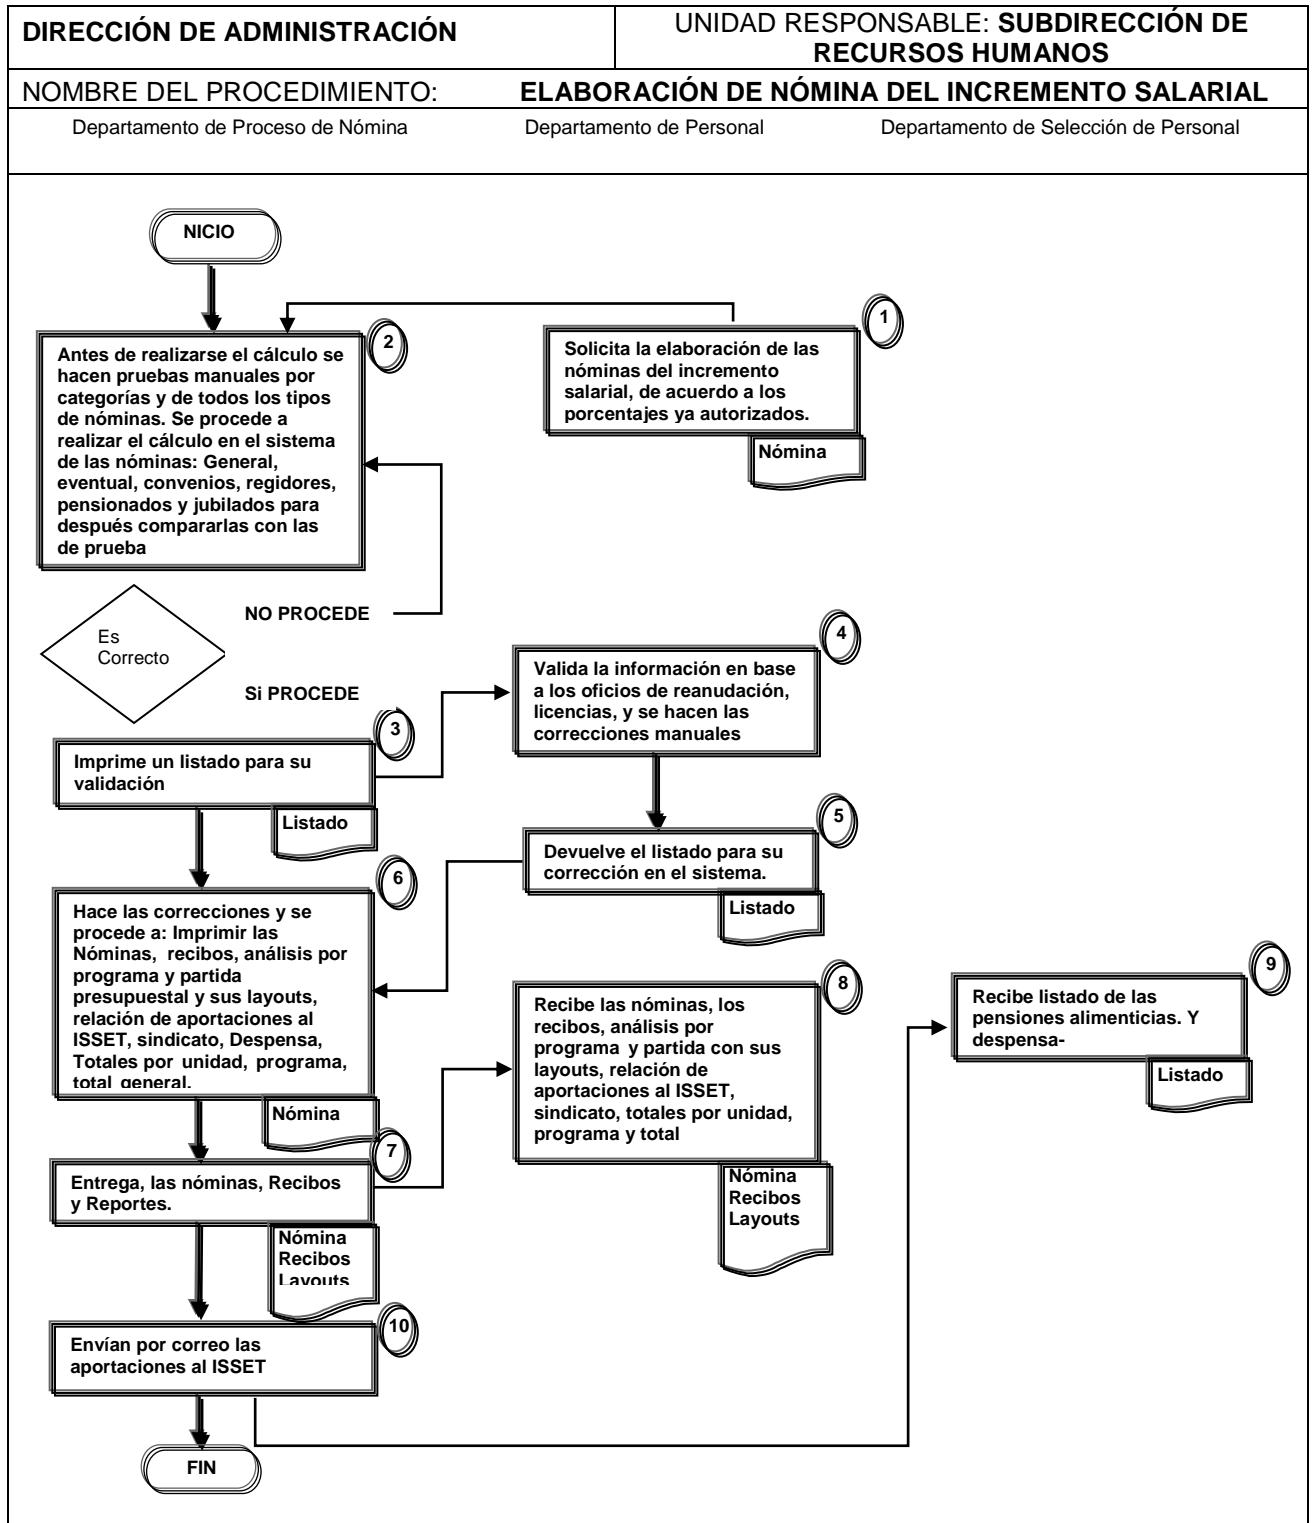 DIRECCIÓN DE ADMINISTRACIÓN
UNIDAD RESPONSABLE: SUBDIRECCIÓN DE
RECURSOS HUMANOS
NOMBRE DEL PROCEDIMIENTO: ELABORACIÓN DE NÓMINA DEL INCREMENTO SALARIAL
Departamento de Proceso de Nómina
Departamento de Personal
Departamento de Selección de Personal
NICIO
1
Solicita la elaboración de las
nóminas del incremento
salarial, de acuerdo a los
porcentajes ya autorizados.
Nómina
2
Antes de realizarse el cálculo se
hacen pruebas manuales por
categorías y de todos los tipos
de nóminas. Se procede a
realizar el cálculo en el sistema
de las nóminas: General,
eventual, convenios, regidores,
pensionados y jubilados para
después compararlas con las
de prueba
Es
Correcto
NO PROCEDE
Si PROCEDE
3
Imprime un listado para su
validación
Listado
4
Valida la información en base
a los oficios de reanudación,
licencias, y se hacen las
correcciones manuales
5
Devuelve el listado para su
corrección en el sistema.
Listado
6
Hace las correcciones y se
procede a: Imprimir las
Nóminas, recibos, análisis por
programa y partida
presupuestal y sus layouts,
relación de aportaciones al
ISSET, sindicato, Despensa,
Totales por unidad, programa,
total general.
Nómina
7
Entrega, las nóminas, Recibos
y Reportes.
Nómina
Recibos
Layouts
8
Recibe las nóminas, los
recibos, análisis por
programa y partida con sus
layouts, relación de
aportaciones al ISSET,
sindicato, totales por unidad,
programa y total
Nómina
Recibos
Layouts
9
Recibe listado de las
pensiones alimenticias. Y
despensa-
Listado
10
Envían por correo las
aportaciones al ISSET
FIN